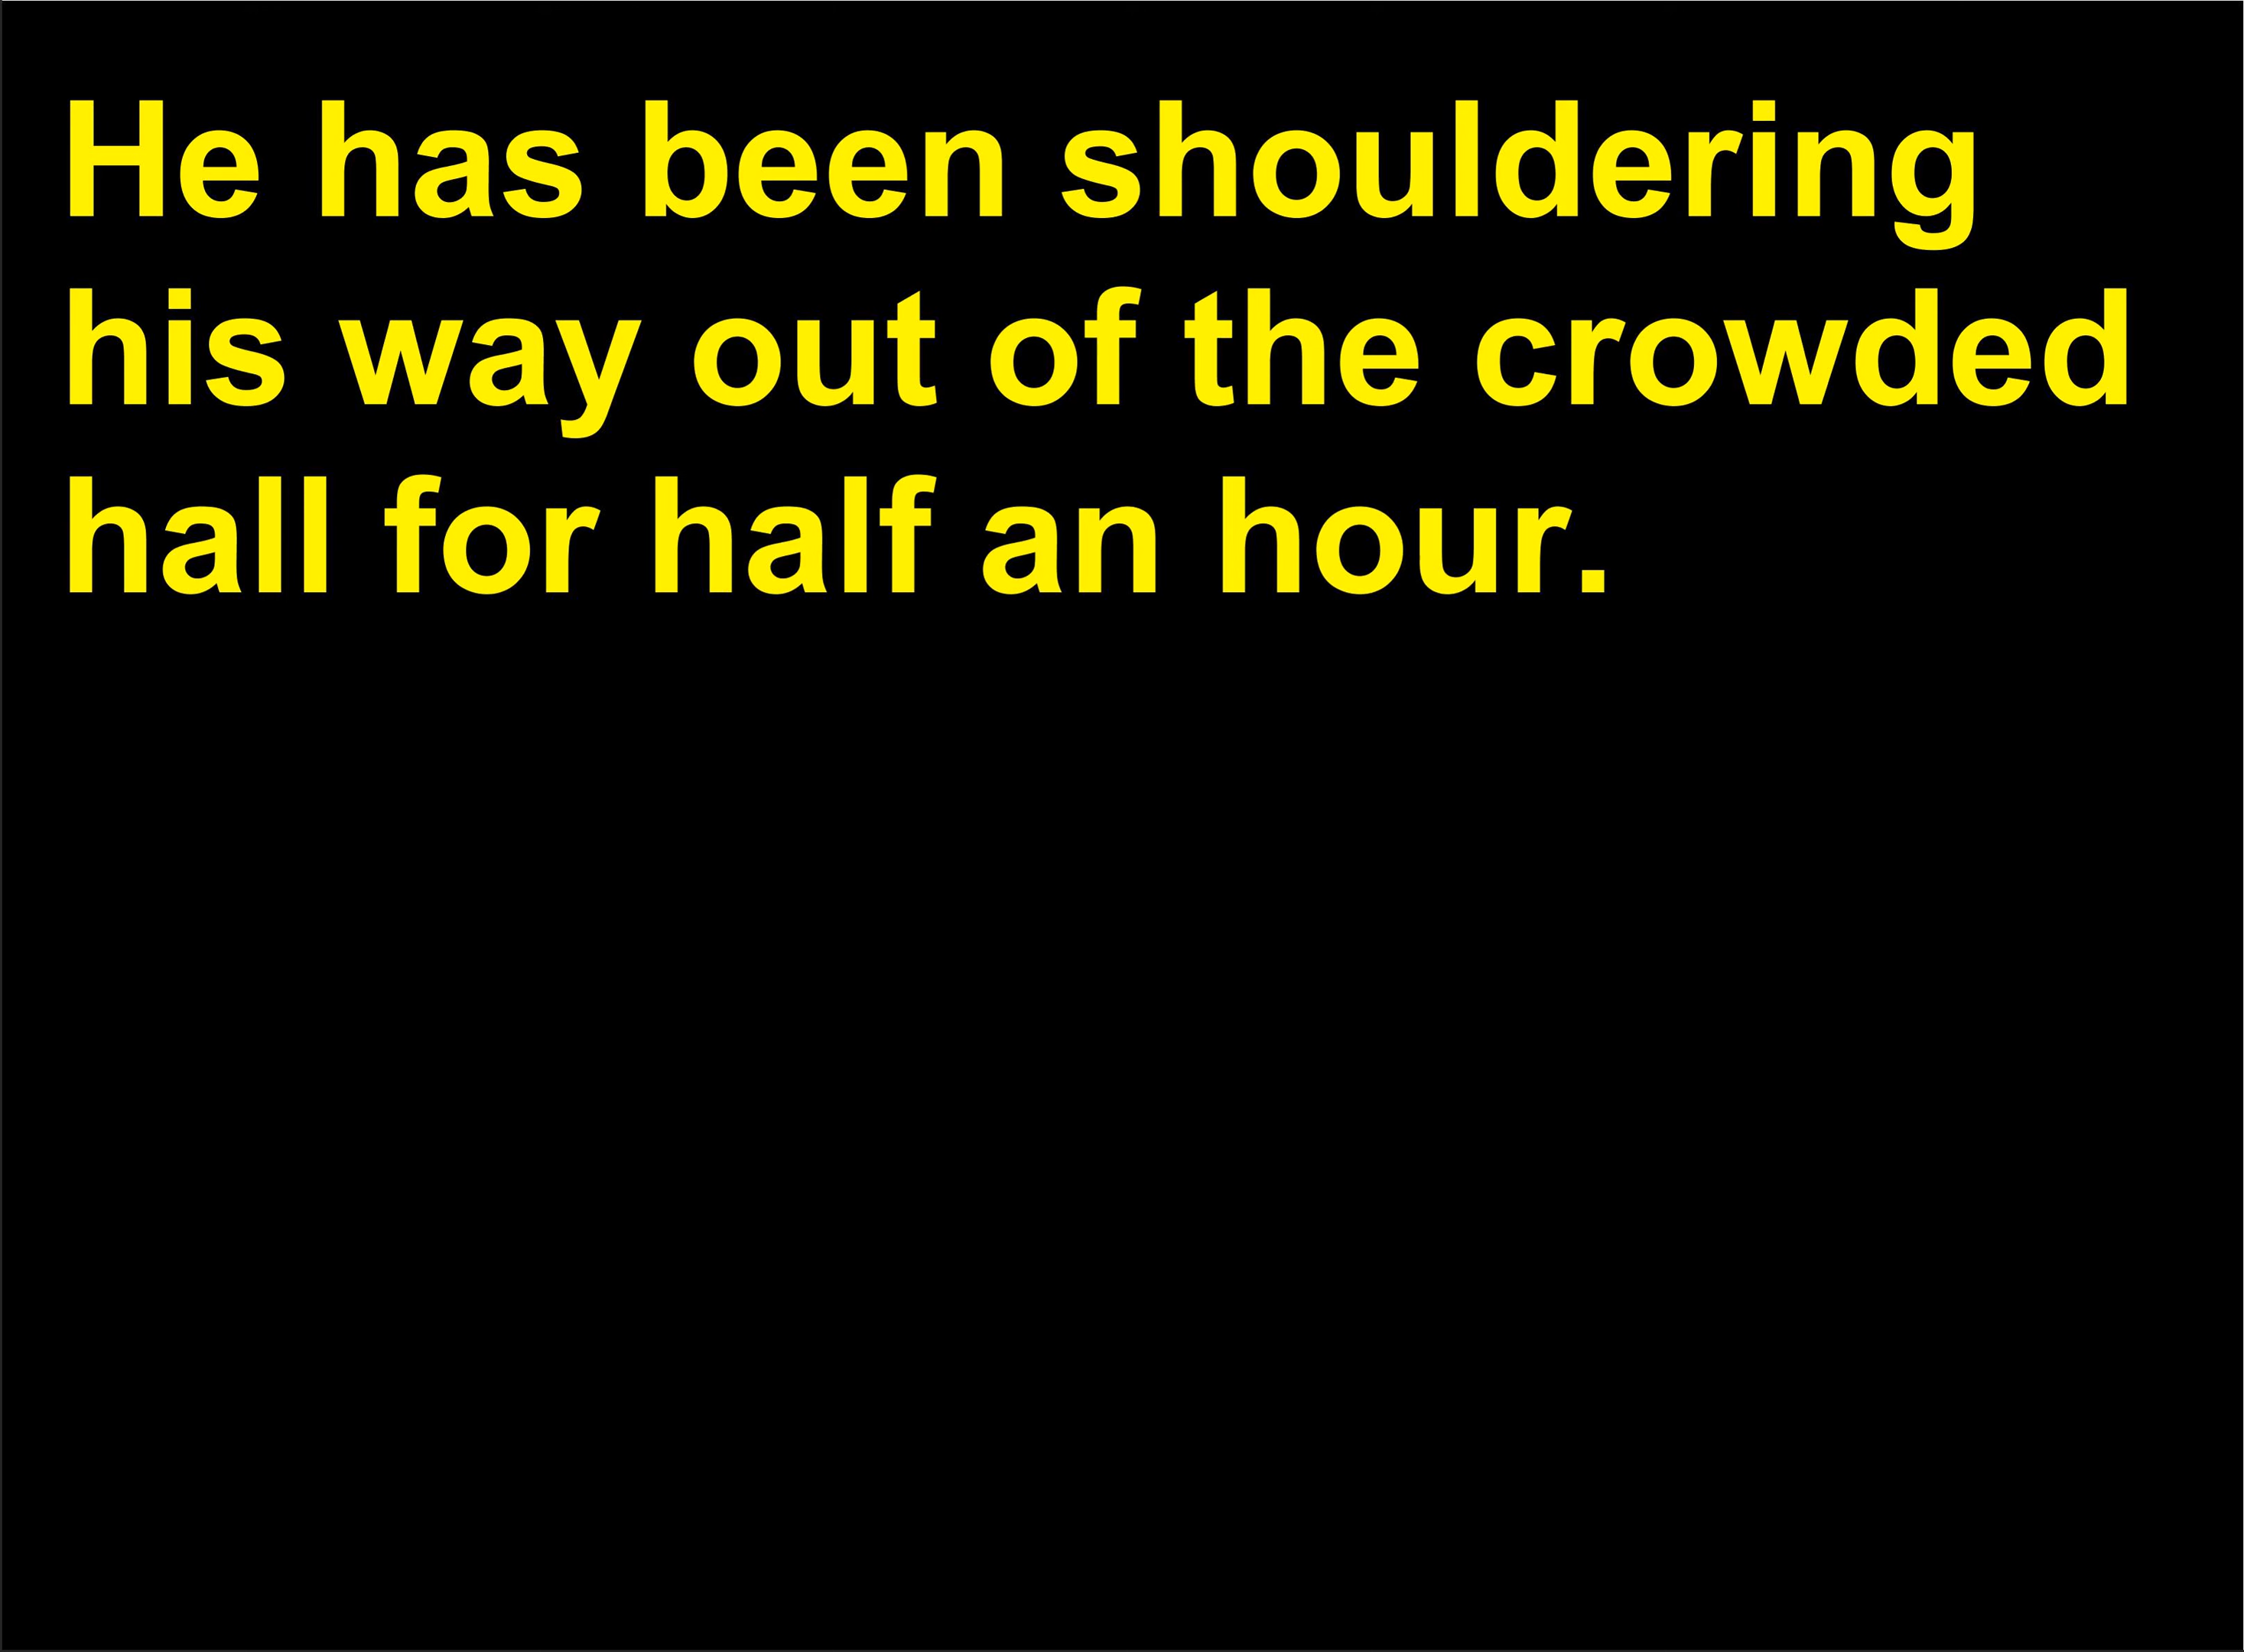 He has been shouldering
his way out of the crowded
hall for half an hour.